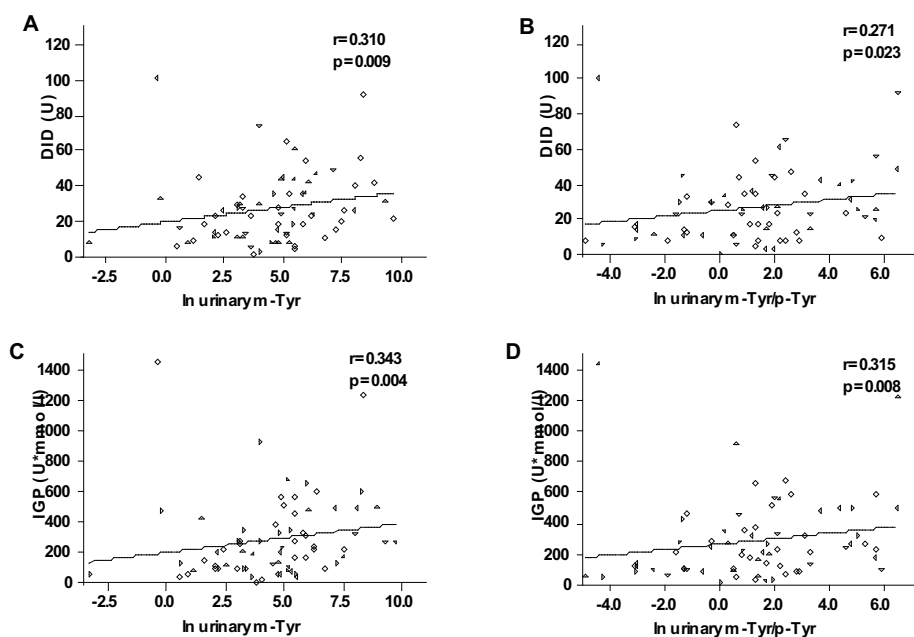 A
r=0.310
p=0.009
DID (U)
120
100
80
60
40
20
0
-2.5 0.0 2.5 5.0 7.5 10.0
ln urinary m-Tyr
B
r=0.271
p=0.023
DID (U)
120
100
80
60
40
20
0
-4.0 -2.0 0.0 2.0 4.0 6.0
ln urinary m-Tyr/p-Tyr
C
r=0.343
p=0.004
IGP (U*mmol/l)
1400
1200
1000
800
600
400
200
0
-2.5 0.0 2.5 5.0 7.5 10.0
ln urinary m-Tyr
D
r=0.315
p=0.008
IGP (U*mmol/l)
1400
1200
1000
800
600
400
200
0
-4.0 -2.0 0.0 2.0 4.0 6.0
ln urinary m-Tyr/p-Tyr